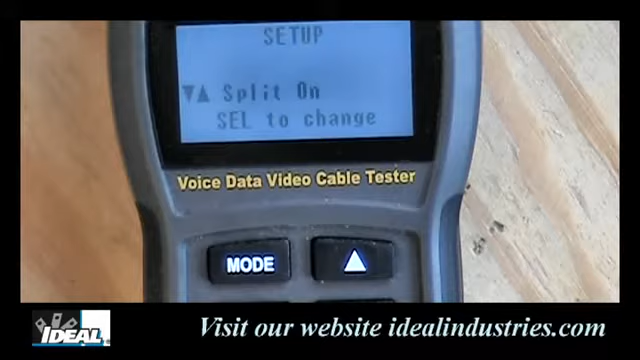 SETUP
▼▲ Split On
SEL to change
Voice Data Video Cable Tester
MODE ▲
IDEAL
Visit our website idealindustries.com